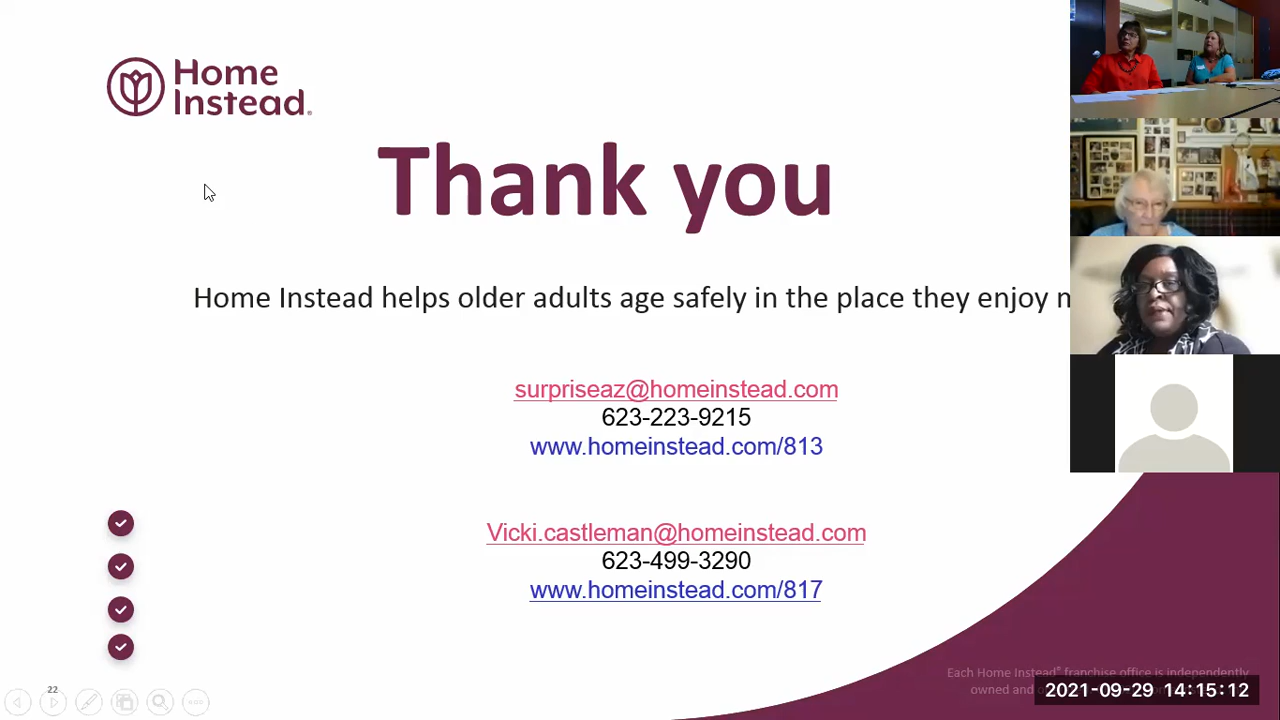 Home
Instead®
Thank you
Home Instead helps older adults age safely in the place they enjoy
surpriseaz@homeinstead.com
623-223-9215
www.homeinstead.com/813
Vicki.castleman@homeinstead.com
623-499-3290
www.homeinstead.com/817
Each Home Instead® franchise office is independently
owned and
22
2021-09-29 14:15:12